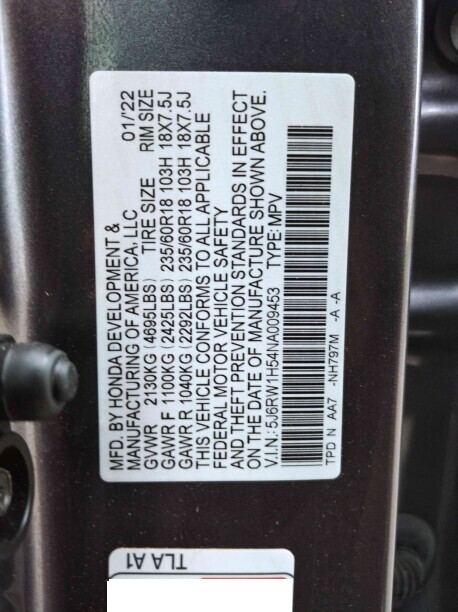 MFD. BY HONDA DEVELOPMENT &
MANUFACTURING OF AMERICA, LLC 01/'22
GVWR 2130KG (4695LBS) TIRE SIZE RIM SIZE
GAWR F 1100KG (2425LBS) 235/60R18 103H 18X7.5J
GAWR R 1040KG (2292LBS) 235/60R18 103H 18X7.5J
THIS VEHICLE CONFORMS TO ALL APPLICABLE
FEDERAL MOTOR VEHICLE SAFETY
AND THEFT PREVENTION STANDARDS IN EFFECT
ON THE DATE OF MANUFACTURE SHOWN ABOVE.
V.I.N.: 5J6RW1H54NA009453 TYPE: MPV
TPD N AA7 -NH797M -A -A
TLA A1